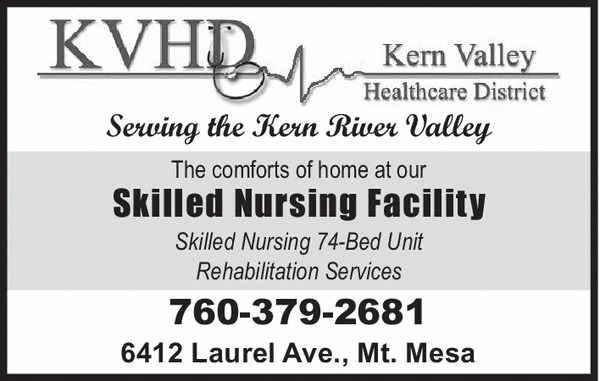 KVHD
Kern Valley
Healthcare District
Serving the Kern River Valley
The comforts of home at our
Skilled Nursing Facility
Skilled Nursing 74-Bed Unit
Rehabilitation Services
760-379-2681
6412 Laurel Ave., Mt. Mesa